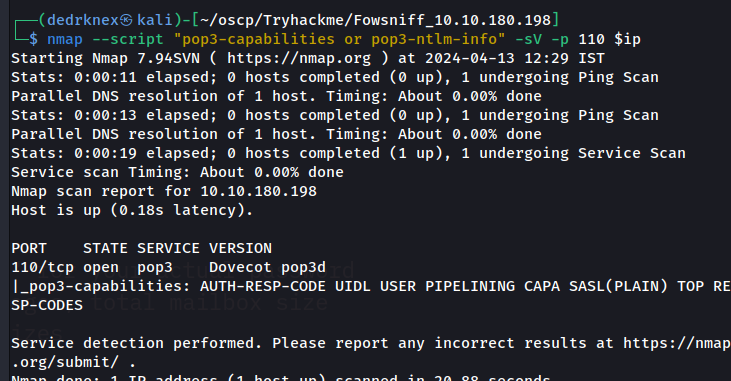 ┌──(dedrknex㉿kali)-[~/oscp/Tryhackme/Fowsniff_10.10.180.198]
└─$ nmap --script "pop3-capabilities or pop3-ntlm-info" -sV -p 110 $ip
Starting Nmap 7.94SVN ( https://nmap.org ) at 2024-04-13 12:29 IST
Stats: 0:00:11 elapsed; 0 hosts completed (0 up), 1 undergoing Ping Scan
Parallel DNS resolution of 1 host. Timing: About 0.00% done
Stats: 0:00:13 elapsed; 0 hosts completed (0 up), 1 undergoing Ping Scan
Parallel DNS resolution of 1 host. Timing: About 0.00% done
Stats: 0:00:19 elapsed; 0 hosts completed (1 up), 1 undergoing Service Scan
Service scan Timing: About 0.00% done
Nmap scan report for 10.10.180.198
Host is up (0.18s latency).
PORT    STATE SERVICE VERSION
110/tcp open  pop3    Dovecot pop3d
|_pop3-capabilities: AUTH-RESP-CODE UIDL USER PIPELINING CAPA SASL(PLAIN) TOP RE
SP-CODES
total mailbox size
Service detection performed. Please report any incorrect results at https://nmap
.org/submit/ .
Nmap done: 1 IP address (1 host up) scanned in 20.88 seconds